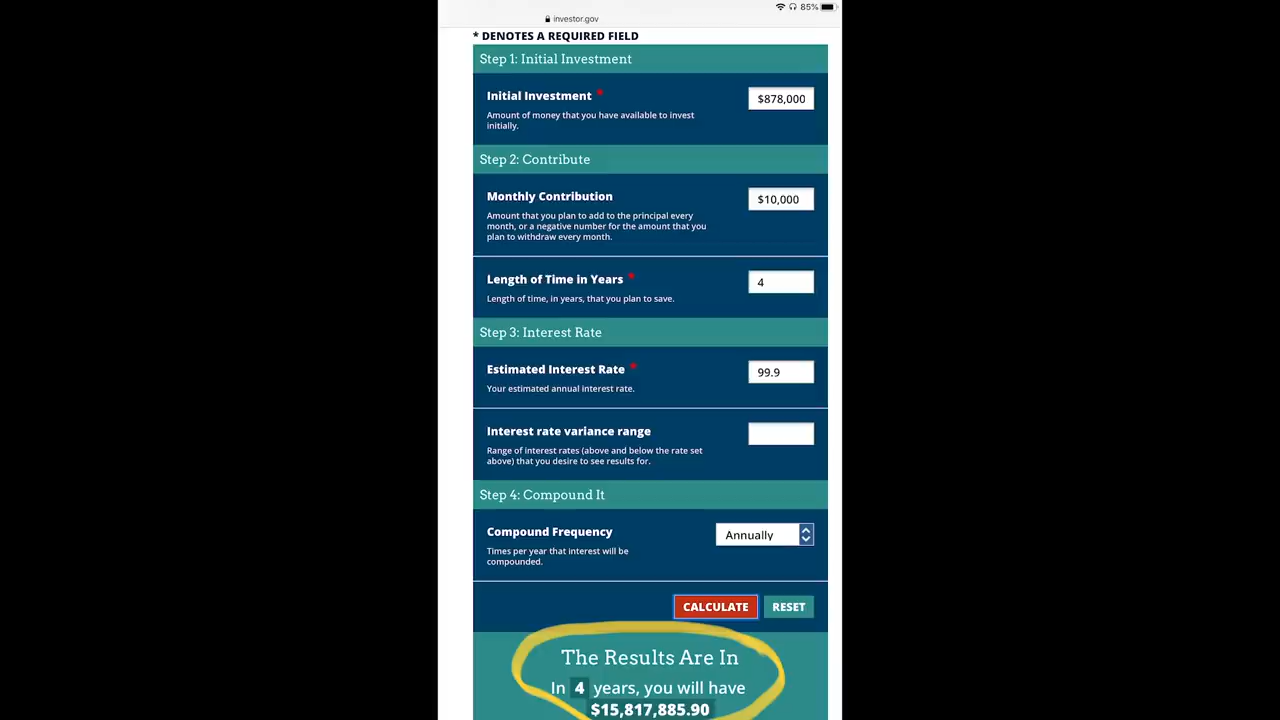 85%
investor.gov
* DENOTES A REQUIRED FIELD
Step 1: Initial Investment
Initial Investment *
$878,000
Amount of money that you have available to invest
initially.
Step 2: Contribute
Monthly Contribution
$10,000
Amount that you plan to add to the principal every
month, or a negative number for the amount that you
plan to withdraw every month.
Length of Time in Years *
4
Length of time, in years, that you plan to save.
Step 3: Interest Rate
Estimated Interest Rate *
99.9
Your estimated annual interest rate.
Interest rate variance range
Range of interest rates (above and below the rate set
above) that you desire to see results for.
Step 4: Compound It
Compound Frequency
Annually
Times per year that interest will be
compounded.
CALCULATE RESET
The Results Are In
In 4 years, you will have
$15,817,885.90